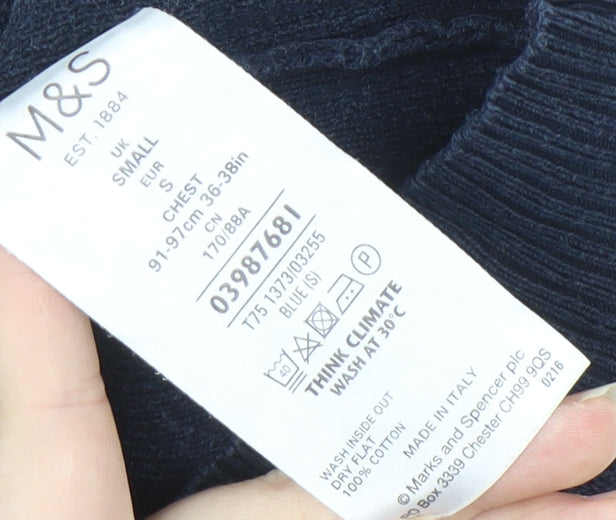 M&S
EST. 1884
UK
SMALL
EUR
S
CHEST
91-97cm 36-38in
CN
170/88A
03987681
T75 1373/03255
BLUE (S)
40 P
THINK CLIMATE
WASH AT 30°C
WASH INSIDE OUT
DRY FLAT
100% COTTON
MADE IN ITALY
© Marks and Spencer plc
PO Box 3339 Chester CH99 9QS
0216